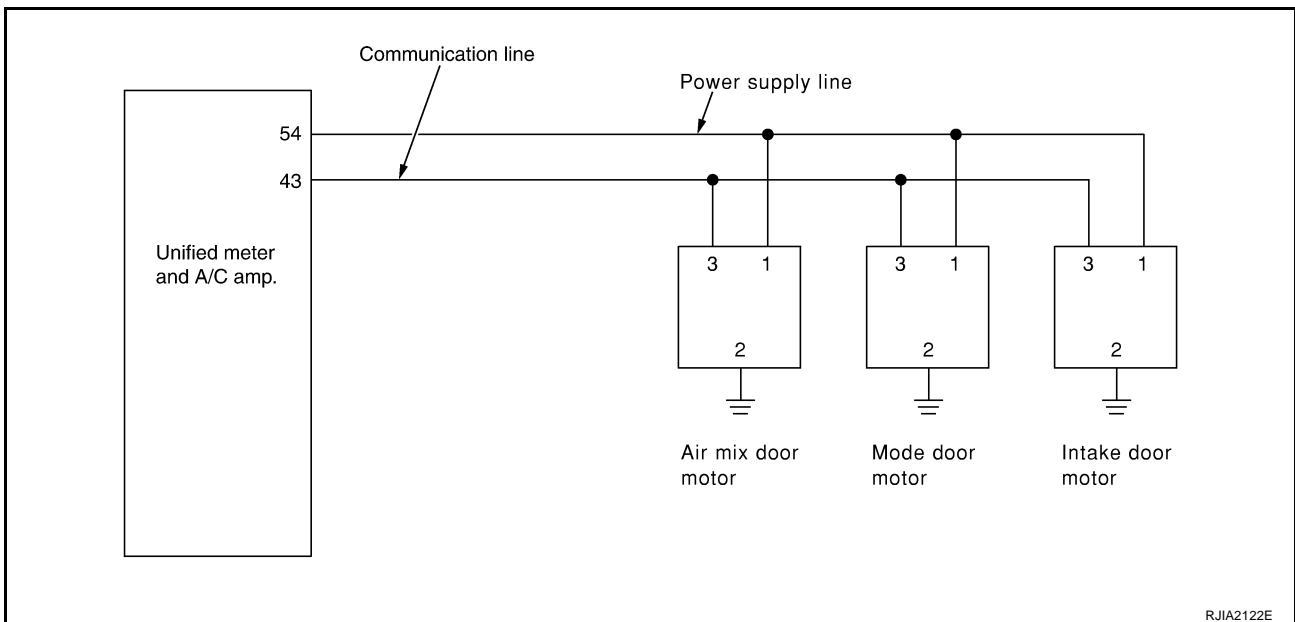 Communication line
Power supply line
54
43
Unified meter
and A/C amp.
3 1
3 1
3 1
2
2
2
Air mix door
motor
Mode door
motor
Intake door
motor
RJIA2122E